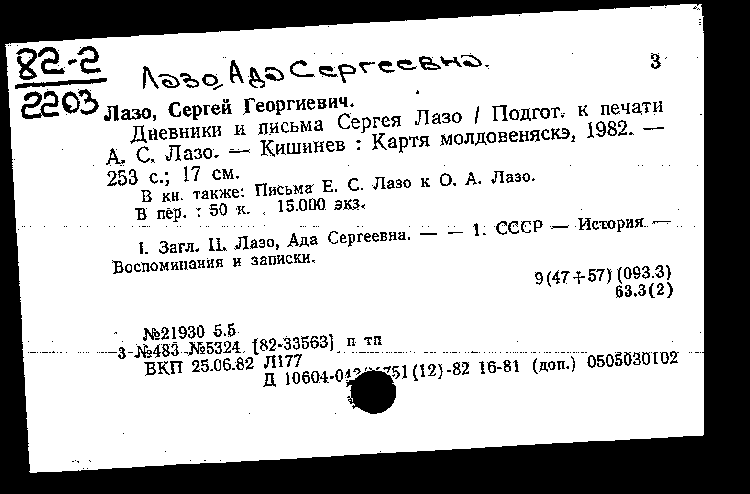 82-2
2203
Лазо, Ада Сергеевна.
3
Лазо, Сергей Георгиевич.
Дневники и письма Сергея Лазо / Подгот. к печати
А. С. Лазо. — Кишинев : Картя молдовеняскэ, 1982. —
253 с.; 17 см.
В кн. также: Письма Е. С. Лазо к О. А. Лазо.
В пер. : 50 к. . 15.000 экз.
I. Загл. II. Лазо, Ада Сергеевна. — — 1. СССР — История —
Воспоминания и записки.
9(47+57)(093.3)
63.3(2)
№21930 5.5
3-№483 №5324 [82-33563] п тп
ВКП 25.06.82 Л177
Д 10604-04 751(12)-82 16-81 (доп.) 0505030102